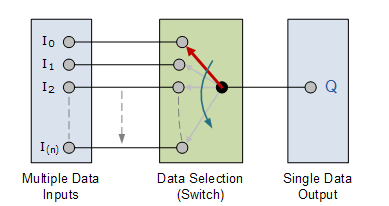 I0
I1
I2
I(n)
Q
Multiple Data
Inputs
Data Selection
(Switch)
Single Data
Output